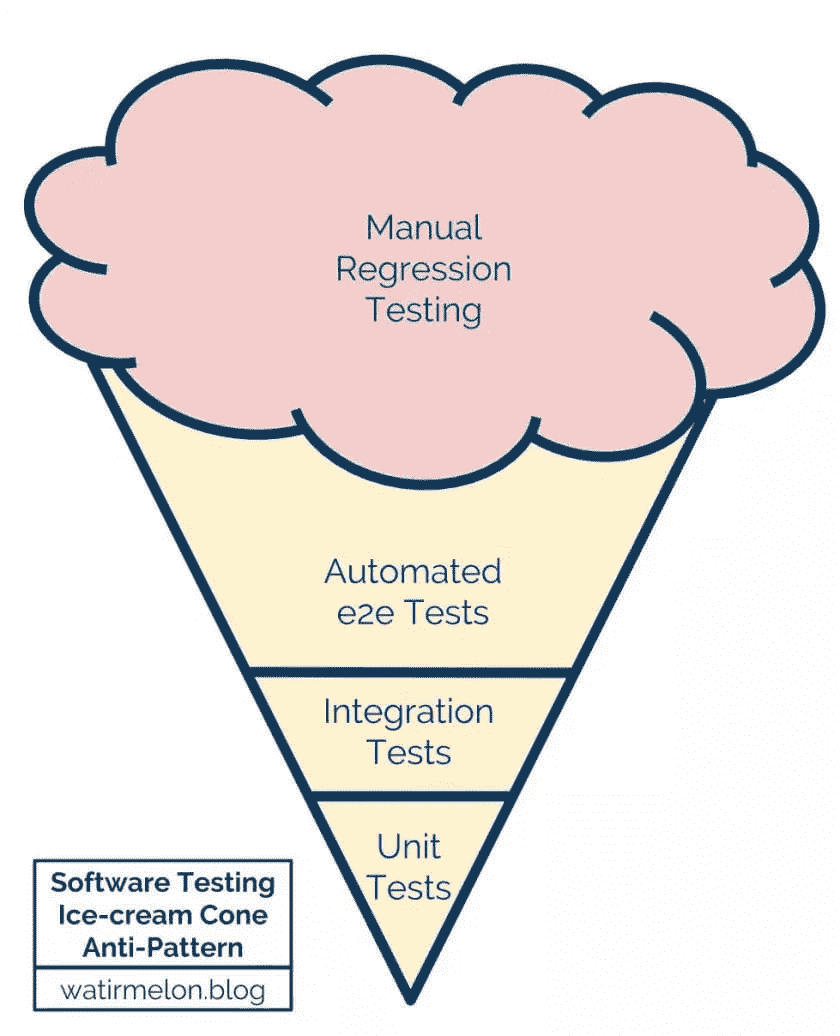 Manual
Regression
Testing
Automated
e2e Tests
Integration
Tests
Unit
Tests
Software Testing
Ice-cream Cone
Anti-Pattern
watirmelon.blog